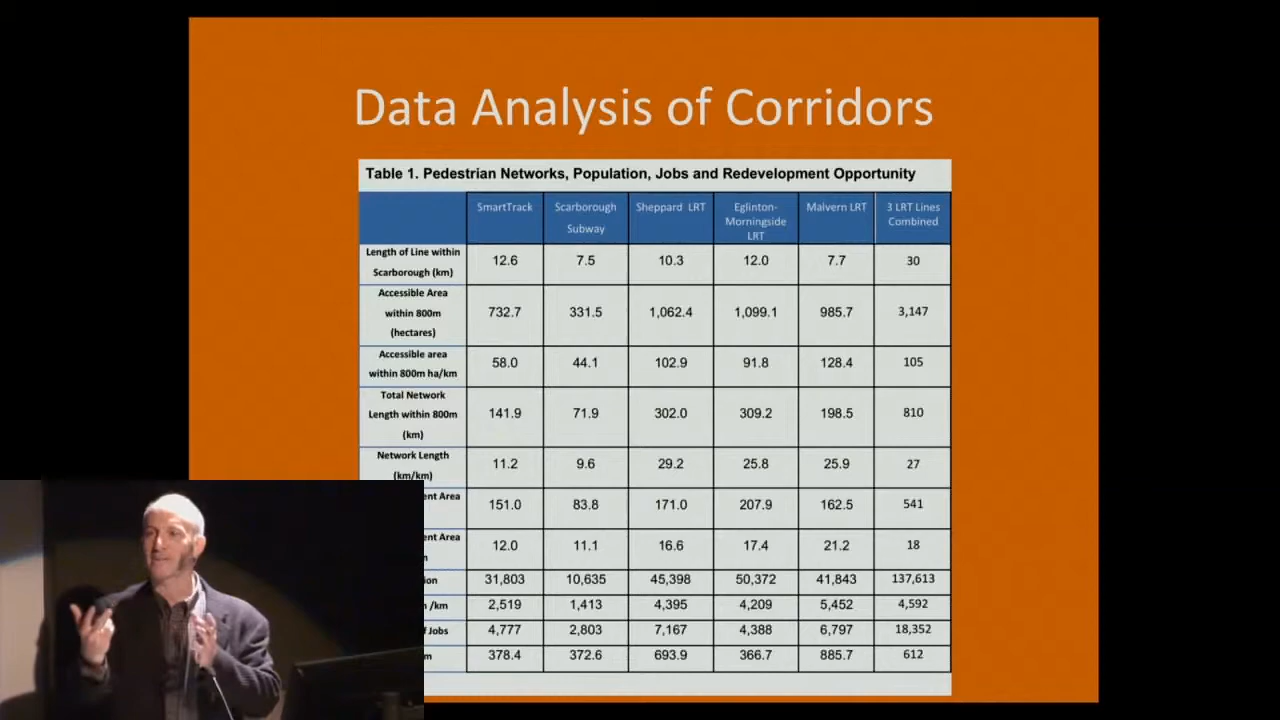 Data Analysis of Corridors
Table 1. Pedestrian Networks, Population, Jobs and Redevelopment Opportunity
SmartTrack Scarborough Subway Sheppard LRT Eglinton-Morningside LRT Malvern LRT 3 LRT Lines Combined
Length of Line within Scarborough (km) 12.6 7.5 10.3 12.0 7.7 30
Accessible Area within 800m (hectares) 732.7 331.5 1,062.4 1,099.1 985.7 3,147
Accessible area within 800m ha/km 58.0 44.1 102.9 91.8 128.4 105
Total Network Length within 800m (km) 141.9 71.9 302.0 309.2 198.5 810
Network Length (km/km) 11.2 9.6 29.2 25.8 25.9 27
ent Area 151.0 83.8 171.0 207.9 162.5 541
ent Area 12.0 11.1 16.6 17.4 21.2 18
ion 31,803 10,635 45,398 50,372 41,843 137,613
/km 2,519 1,413 4,395 4,209 5,452 4,592
Jobs 4,777 2,803 7,167 4,388 6,797 18,352
m 378.4 372.6 693.9 366.7 885.7 612